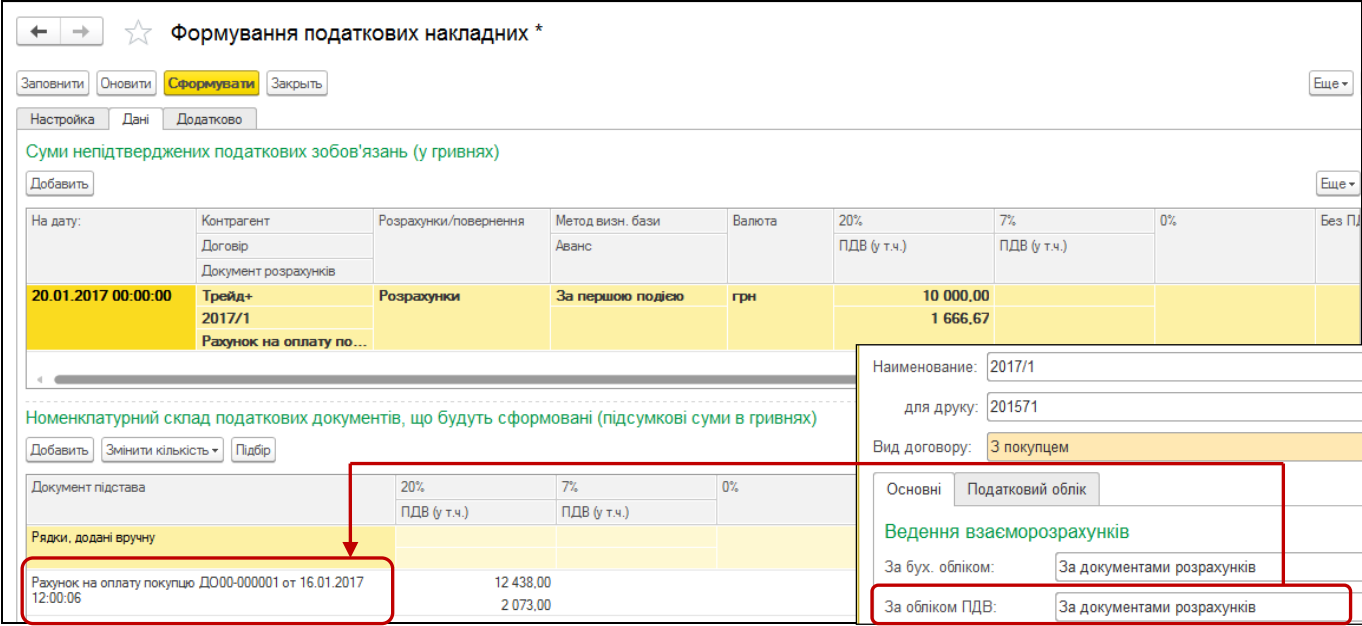 Формування податкових накладних *
Заповнити Оновити Сформувати Закрыть Еще
Настройка Дані Додатково
Суми непідтверджених податкових зобов'язань (у гривнях)
Добавить Еще
На дату: Контрагент Розрахунки/повернення Метод визн. бази Валюта 20% 7% 0% Без ПД
Договір Аванс ПДВ (у т.ч.) ПДВ (у т.ч.)
Документ розрахунків
20.01.2017 00:00:00 Трейд+ Розрахунки За першою подією грн 10 000,00
2017/1 1 666,67
Рахунок на оплату по...
Номенклатурний склад податкових документів, що будуть сформовані (підсумкові суми в гривнях)
Добавить Змінити кількість Підбір
Документ підстава 20% 7% 0%
ПДВ (у т.ч.) ПДВ (у т.ч.)
Рядки, додані вручну
Рахунок на оплату покупцю ДО00-000001 от 16.01.2017 12 438,00
12:00:06 2 073,00
Наименование: 2017/1
для друку: 201571
Вид договору: З покупцем
Основні Податковий облік
Ведення взаєморозрахунків
За бух. обліком: За документами розрахунків
За обліком ПДВ: За документами розрахунків